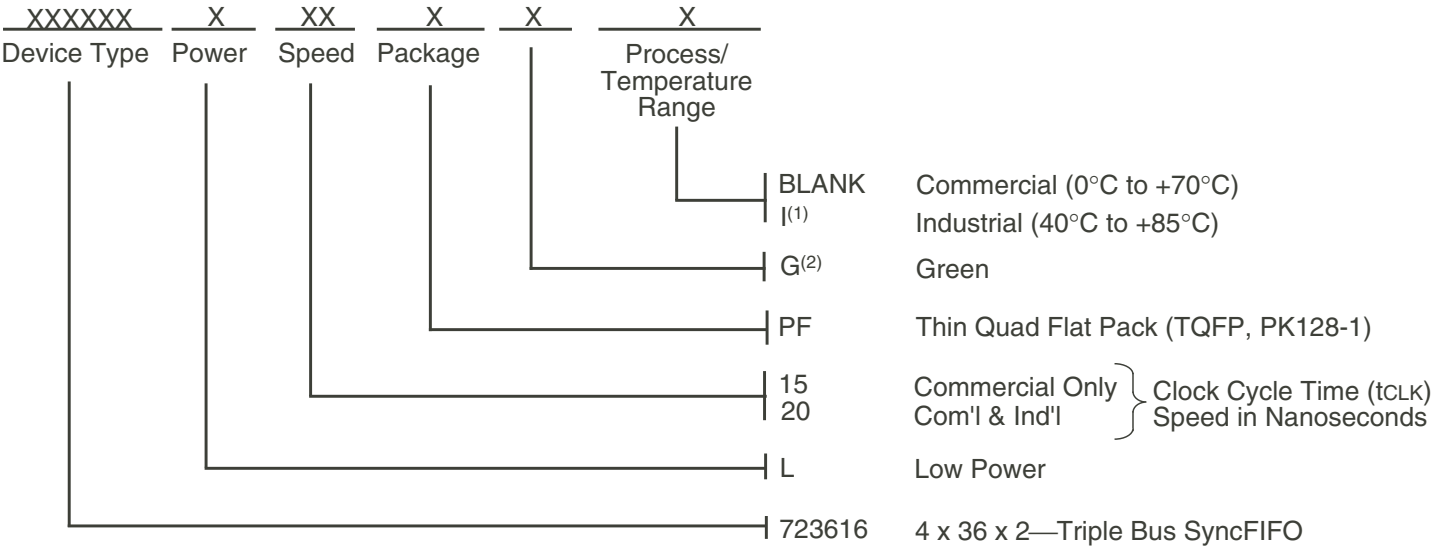 XXXXXX X XX X X X
Device Type Power Speed Package Process/
Temperature
Range
BLANK Commercial (0°C to +70°C)
I(1) Industrial (40°C to +85°C)
G(2) Green
PF Thin Quad Flat Pack (TQFP, PK128-1)
15 Commercial Only Clock Cycle Time (tCLK)
20 Com'l & Ind'l Speed in Nanoseconds
L Low Power
723616 4 x 36 x 2—Triple Bus SyncFIFO